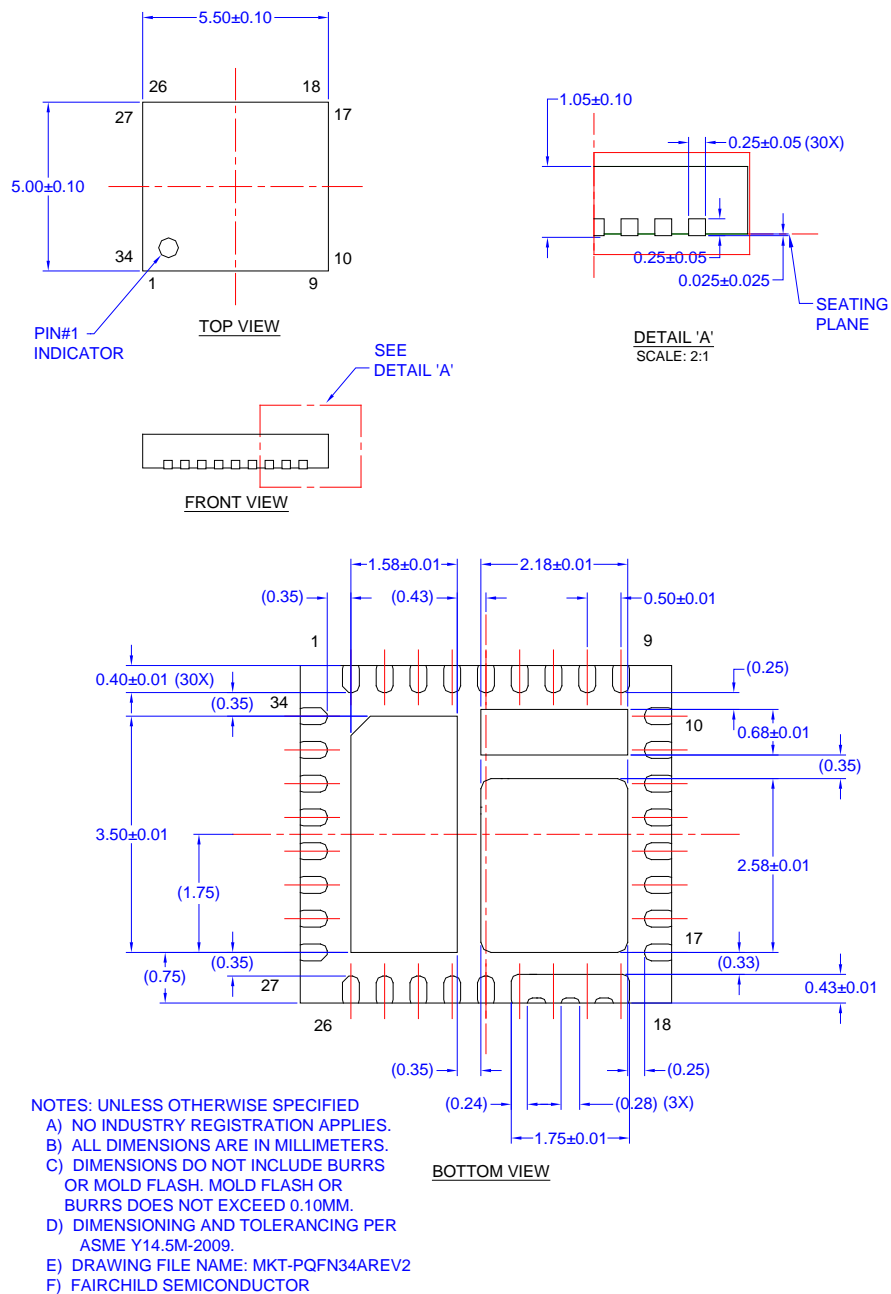 5.50±0.10
26
18
27
17
5.00±0.10
34
10
1
9
PIN#1
INDICATOR
TOP VIEW
1.05±0.10
0.25±0.05 (30X)
0.25±0.05
0.025±0.025
SEATING
PLANE
DETAIL 'A'
SCALE: 2:1
SEE
DETAIL 'A'
FRONT VIEW
1.58±0.01
2.18±0.01
(0.35)
(0.43)
0.50±0.01
1
9
0.40±0.01 (30X)
(0.25)
34
(0.35)
10
0.68±0.01
(0.35)
3.50±0.01
2.58±0.01
(1.75)
17
(0.75)
(0.35)
(0.33)
27
0.43±0.01
26
18
(0.35)
(0.25)
(0.24)
(0.28) (3X)
1.75±0.01
BOTTOM VIEW
NOTES: UNLESS OTHERWISE SPECIFIED
A) NO INDUSTRY REGISTRATION APPLIES.
B) ALL DIMENSIONS ARE IN MILLIMETERS.
C) DIMENSIONS DO NOT INCLUDE BURRS
OR MOLD FLASH. MOLD FLASH OR
BURRS DOES NOT EXCEED 0.10MM.
D) DIMENSIONING AND TOLERANCING PER
ASME Y14.5M-2009.
E) DRAWING FILE NAME: MKT-PQFN34AREV2
F) FAIRCHILD SEMICONDUCTOR